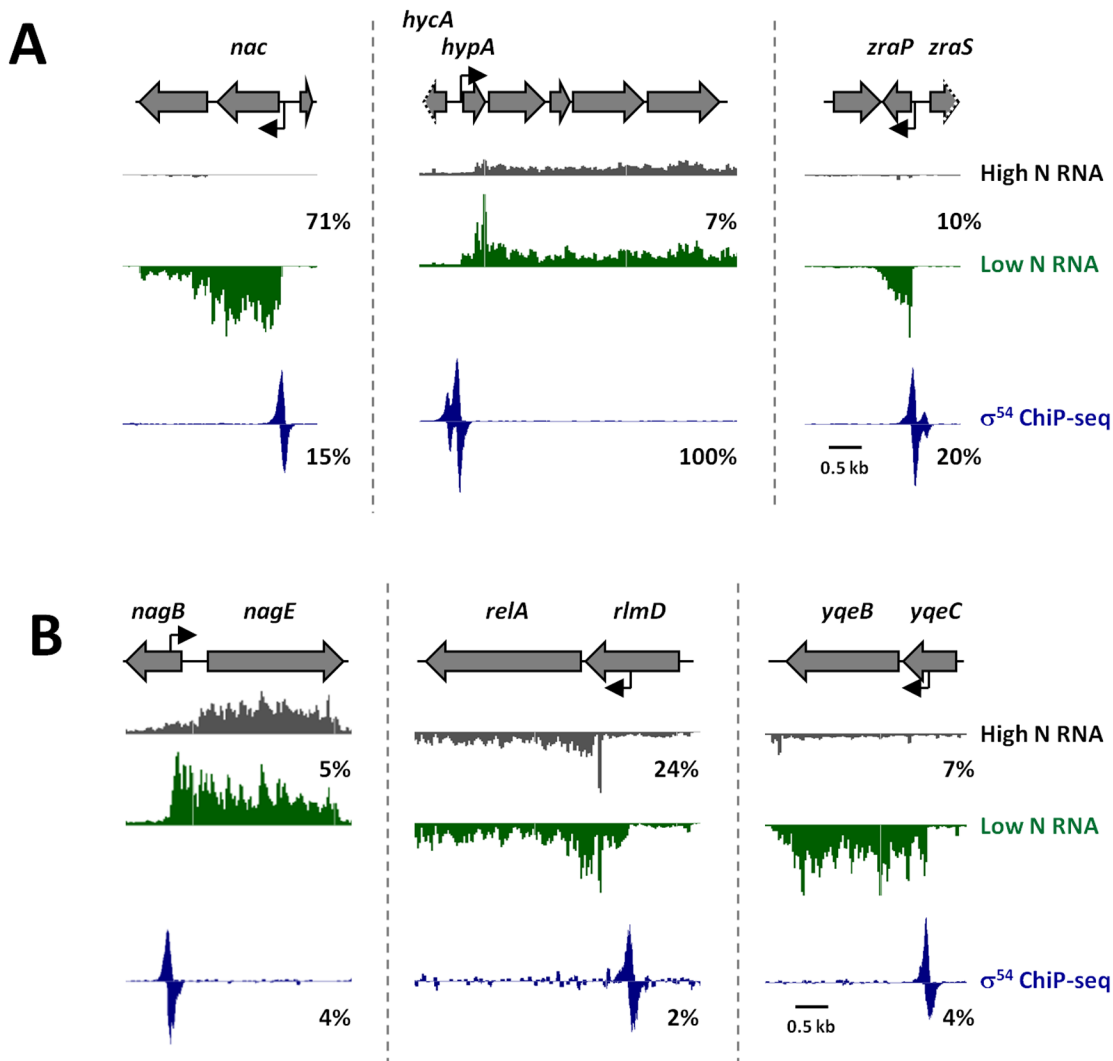 A
hycA
nac hypA zraP zraS
High N RNA
71% 7% 10%
Low N RNA
σ54 ChiP-seq
15% 100% 0.5 kb 20%
B
nagB nagE relA rlmD yqeB yqeC
High N RNA
5% 24% 7%
Low N RNA
σ54 ChiP-seq
4% 2% 0.5 kb 4%